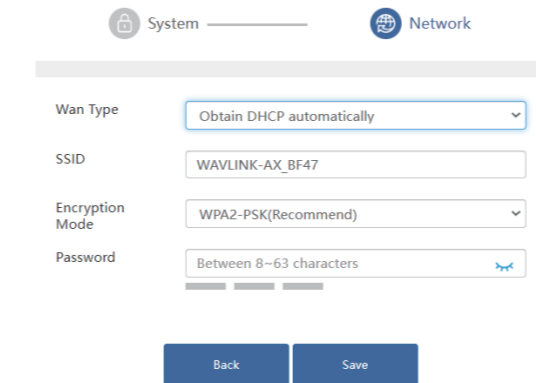 System
Network
Wan Type
Obtain DHCP automatically
SSID
WAVLINK-AX_BF47
Encryption
Mode
WPA2-PSK(Recommend)
Password
Between 8~63 characters
Back
Save